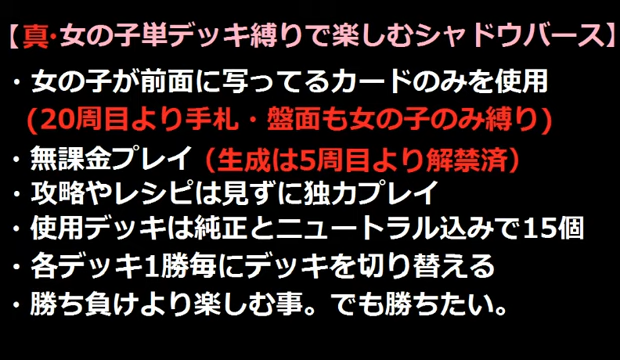 【真・女の子単デッキ縛りで楽しむシャドウバース】
・女の子が前面に写ってるカードのみを使用
(20周目より手札・盤面も女の子のみ縛り)
・無課金プレイ(生成は5周目より解禁済)
・攻略やレシピは見ずに独力プレイ
・使用デッキは純正とニュートラル込みで15個
・各デッキ1勝毎にデッキを切り替える
・勝ち負けより楽しむ事。でも勝ちたい。